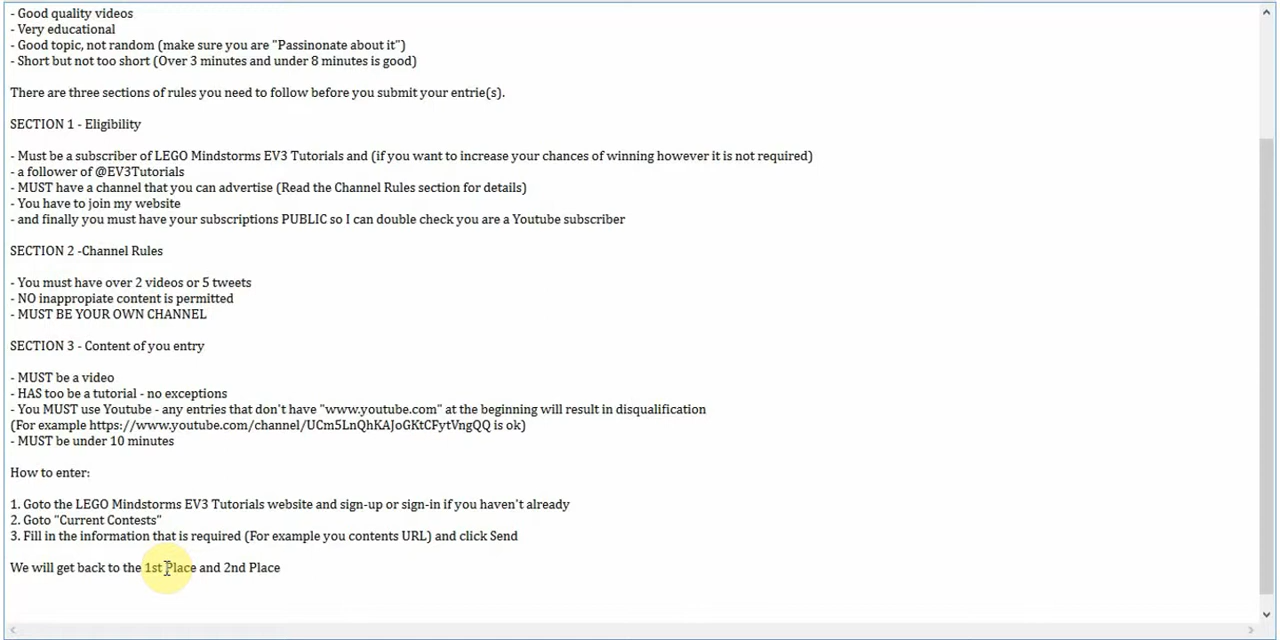 - Good quality videos
- Very educational
- Good topic, not random (make sure you are "Passinonate about it")
- Short but not too short (Over 3 minutes and under 8 minutes is good)
There are three sections of rules you need to follow before you submit your entrie(s).
SECTION 1 - Eligibility
- Must be a subscriber of LEGO Mindstorms EV3 Tutorials and (if you want to increase your chances of winning however it is not required)
- a follower of @EV3Tutorials
- MUST have a channel that you can advertise (Read the Channel Rules section for details)
- You have to join my website
- and finally you must have your subscriptions PUBLIC so I can double check you are a Youtube subscriber
SECTION 2 -Channel Rules
- You must have over 2 videos or 5 tweets
- NO inappropiate content is permitted
- MUST BE YOUR OWN CHANNEL
SECTION 3 - Content of you entry
- MUST be a video
- HAS too be a tutorial - no exceptions
- You MUST use Youtube - any entries that don't have "www.youtube.com" at the beginning will result in disqualification
(For example https://www.youtube.com/channel/UCm5LnQhKAJoGKtCFytVngQQ is ok)
- MUST be under 10 minutes
How to enter:
1. Goto the LEGO Mindstorms EV3 Tutorials website and sign-up or sign-in if you haven't already
2. Goto "Current Contests"
3. Fill in the information that is required (For example you contents URL) and click Send
We will get back to the 1st Place and 2nd Place